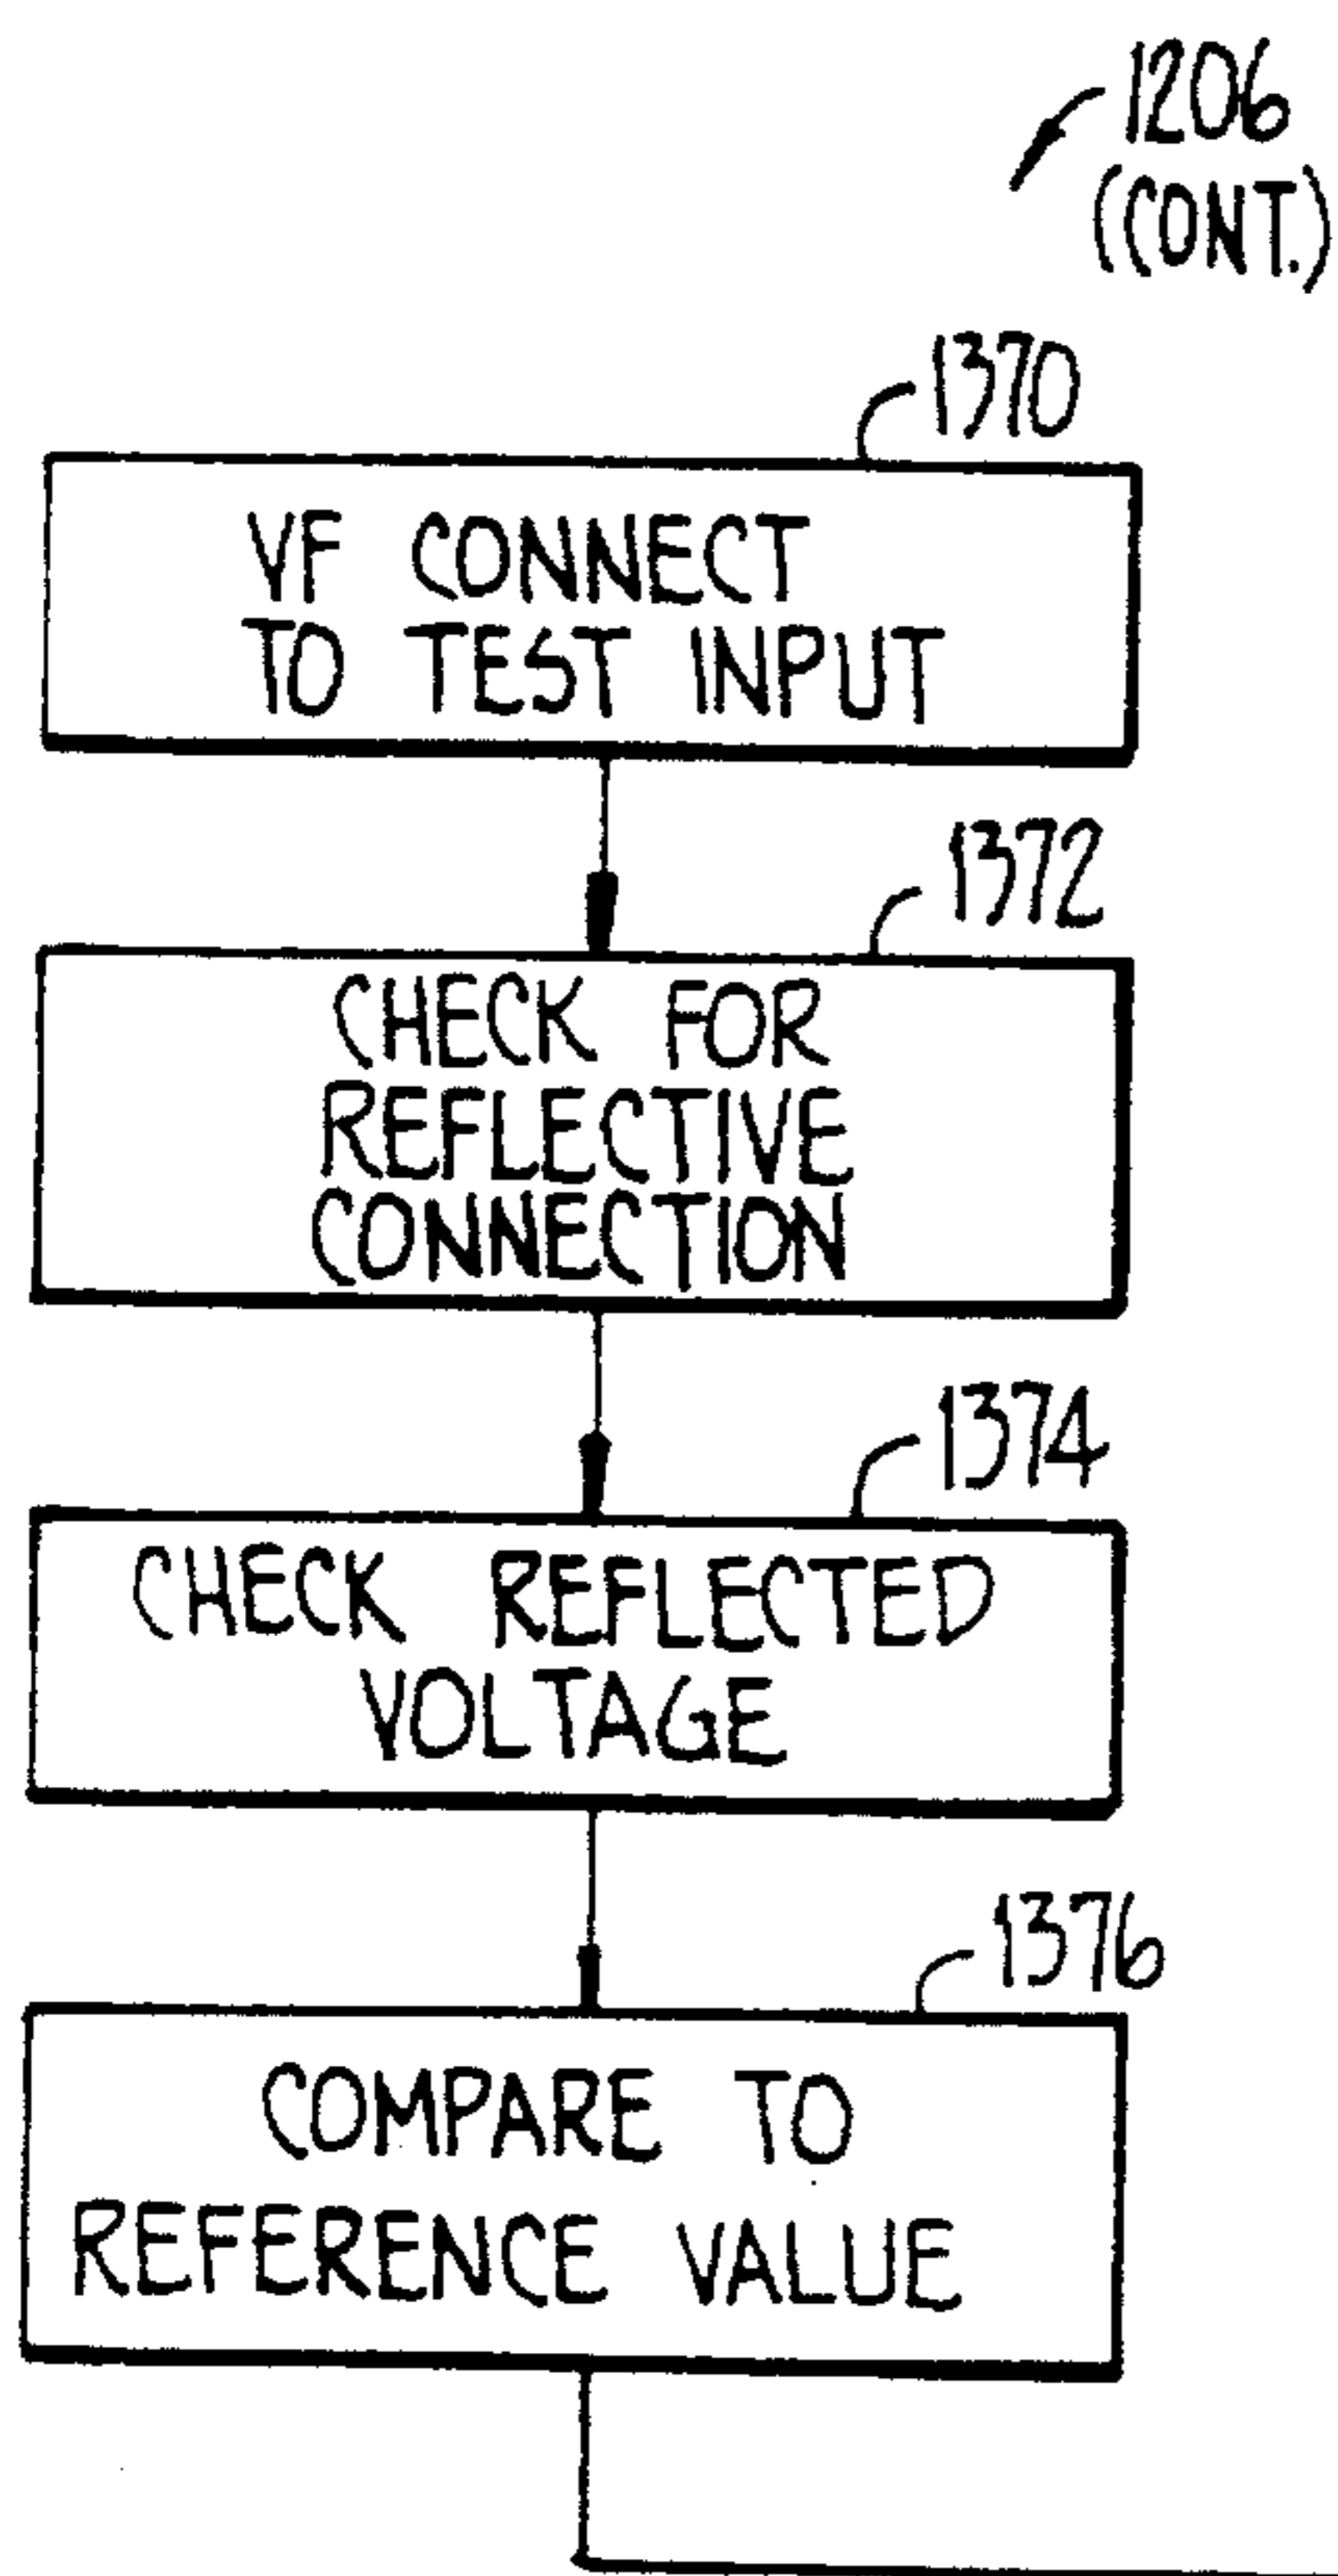 1206
(CONT.)
1370
VF CONNECT
TO TEST INPUT
1372
CHECK FOR
REFLECTIVE
CONNECTION
1374
CHECK REFLECTED
VOLTAGE
1376
COMPARE TO
REFERENCE VALUE